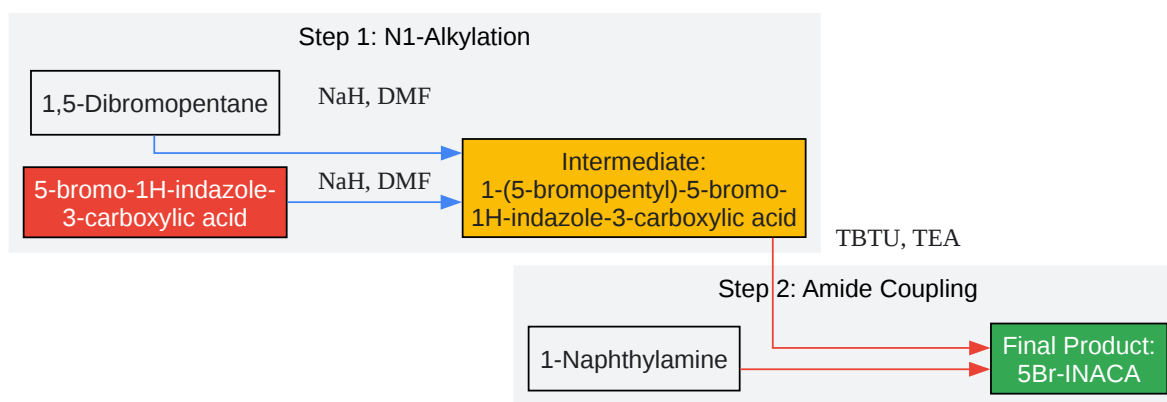 Step 1: N1-Alkylation
1,5-Dibromopentane
NaH, DMF
5-bromo-1H-indazole-
3-carboxylic acid
NaH, DMF
Intermediate:
1-(5-bromopentyl)-5-bromo-
1H-indazole-3-carboxylic acid
TBTU, TEA
Step 2: Amide Coupling
1-Naphthylamine
Final Product:
5Br-INACA